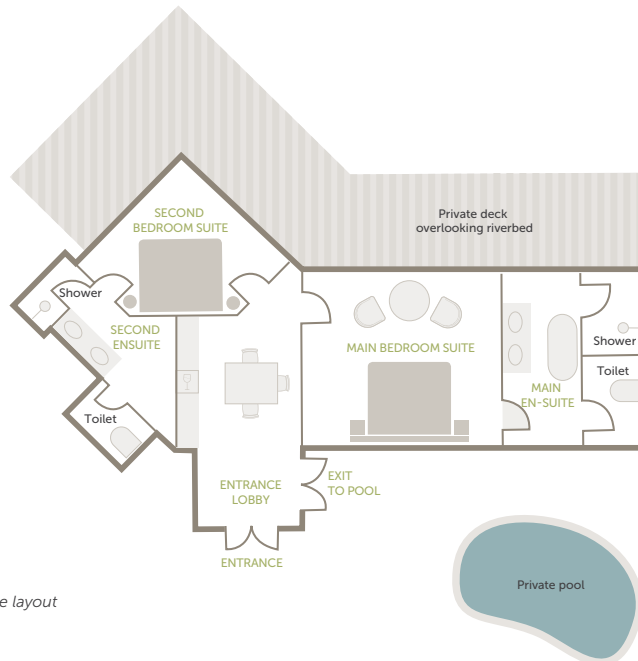 SECOND
BEDROOM SUITE
Private deck
overlooking riverbed
Shower
SECOND
ENSUITE
MAIN BEDROOM SUITE
Shower
Toilet
MAIN
EN-SUITE
Toilet
ENTRANCE
LOBBY
EXIT
TO POOL
ENTRANCE
Private pool
e layout